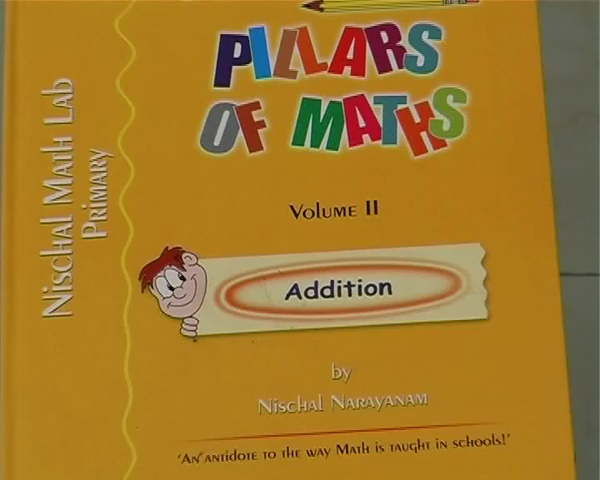 Nischal Math Lab
Primary
PILLARS
OF MATHS
Volume II
Addition
by
Nischal Narayanam
'An antidote to the way Math is taught in schools!'